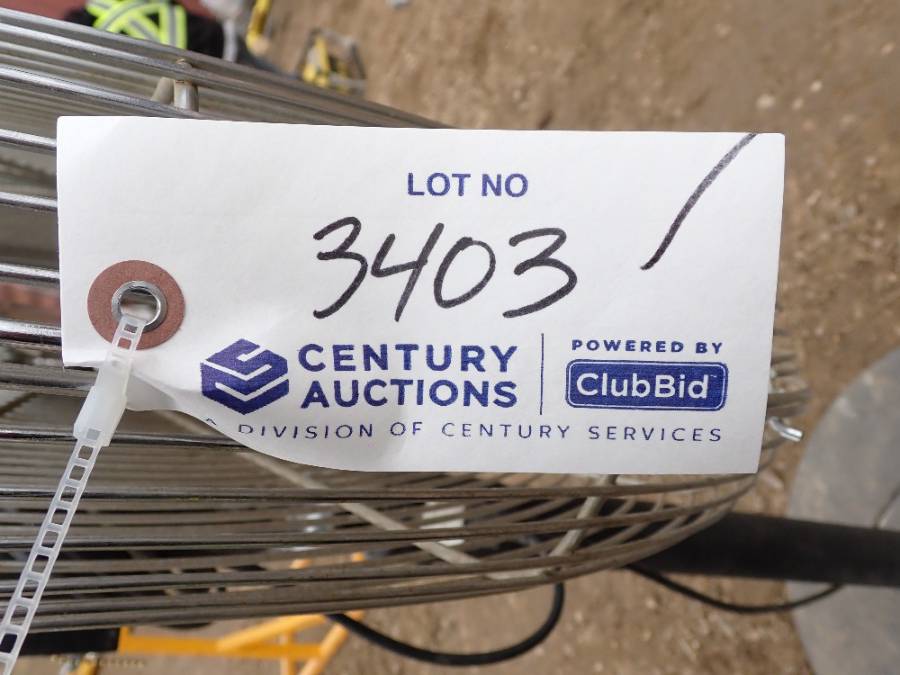 LOT NO
3403
CENTURY
AUCTIONS
POWERED BY
ClubBid
A DIVISION OF CENTURY SERVICES